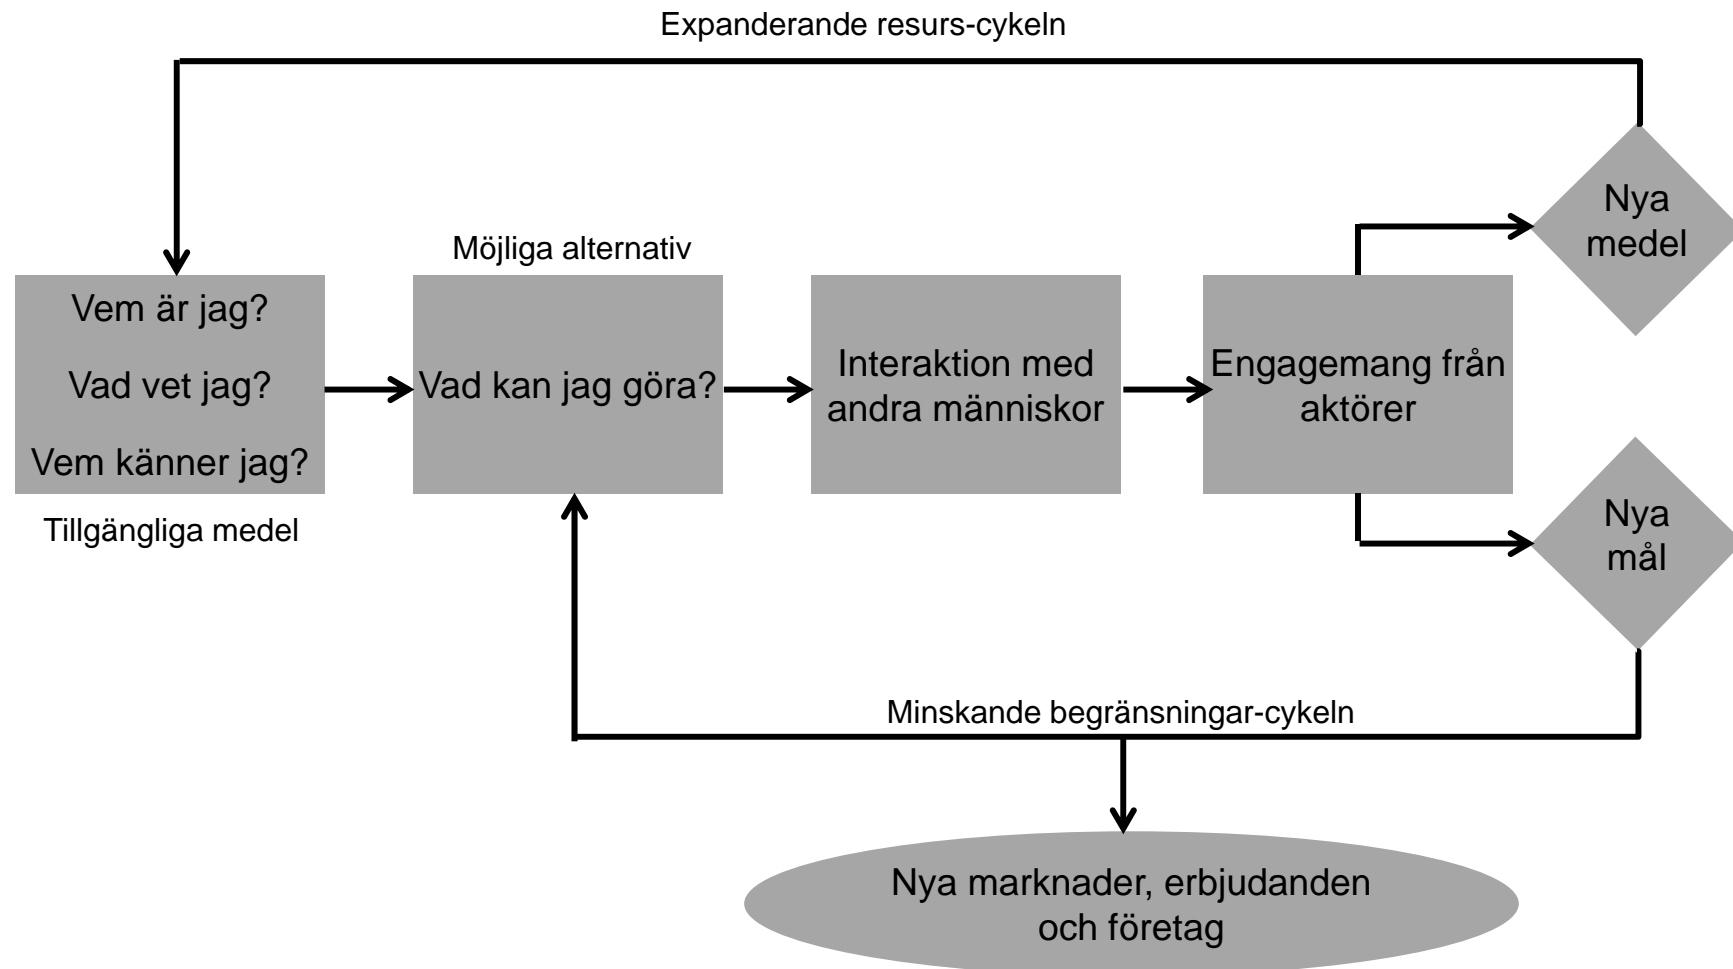 Expanderande resurs-cykeln
Nya
medel
Möjliga alternativ
Vem är jag?
Vad vet jag?
Vem känner jag?
Tillgängliga medel
Vad kan jag göra?
Interaktion med
andra människor
Engagemang från
aktörer
Nya
mål
Minskande begränsningar-cykeln
Nya marknader, erbjudanden
och företag